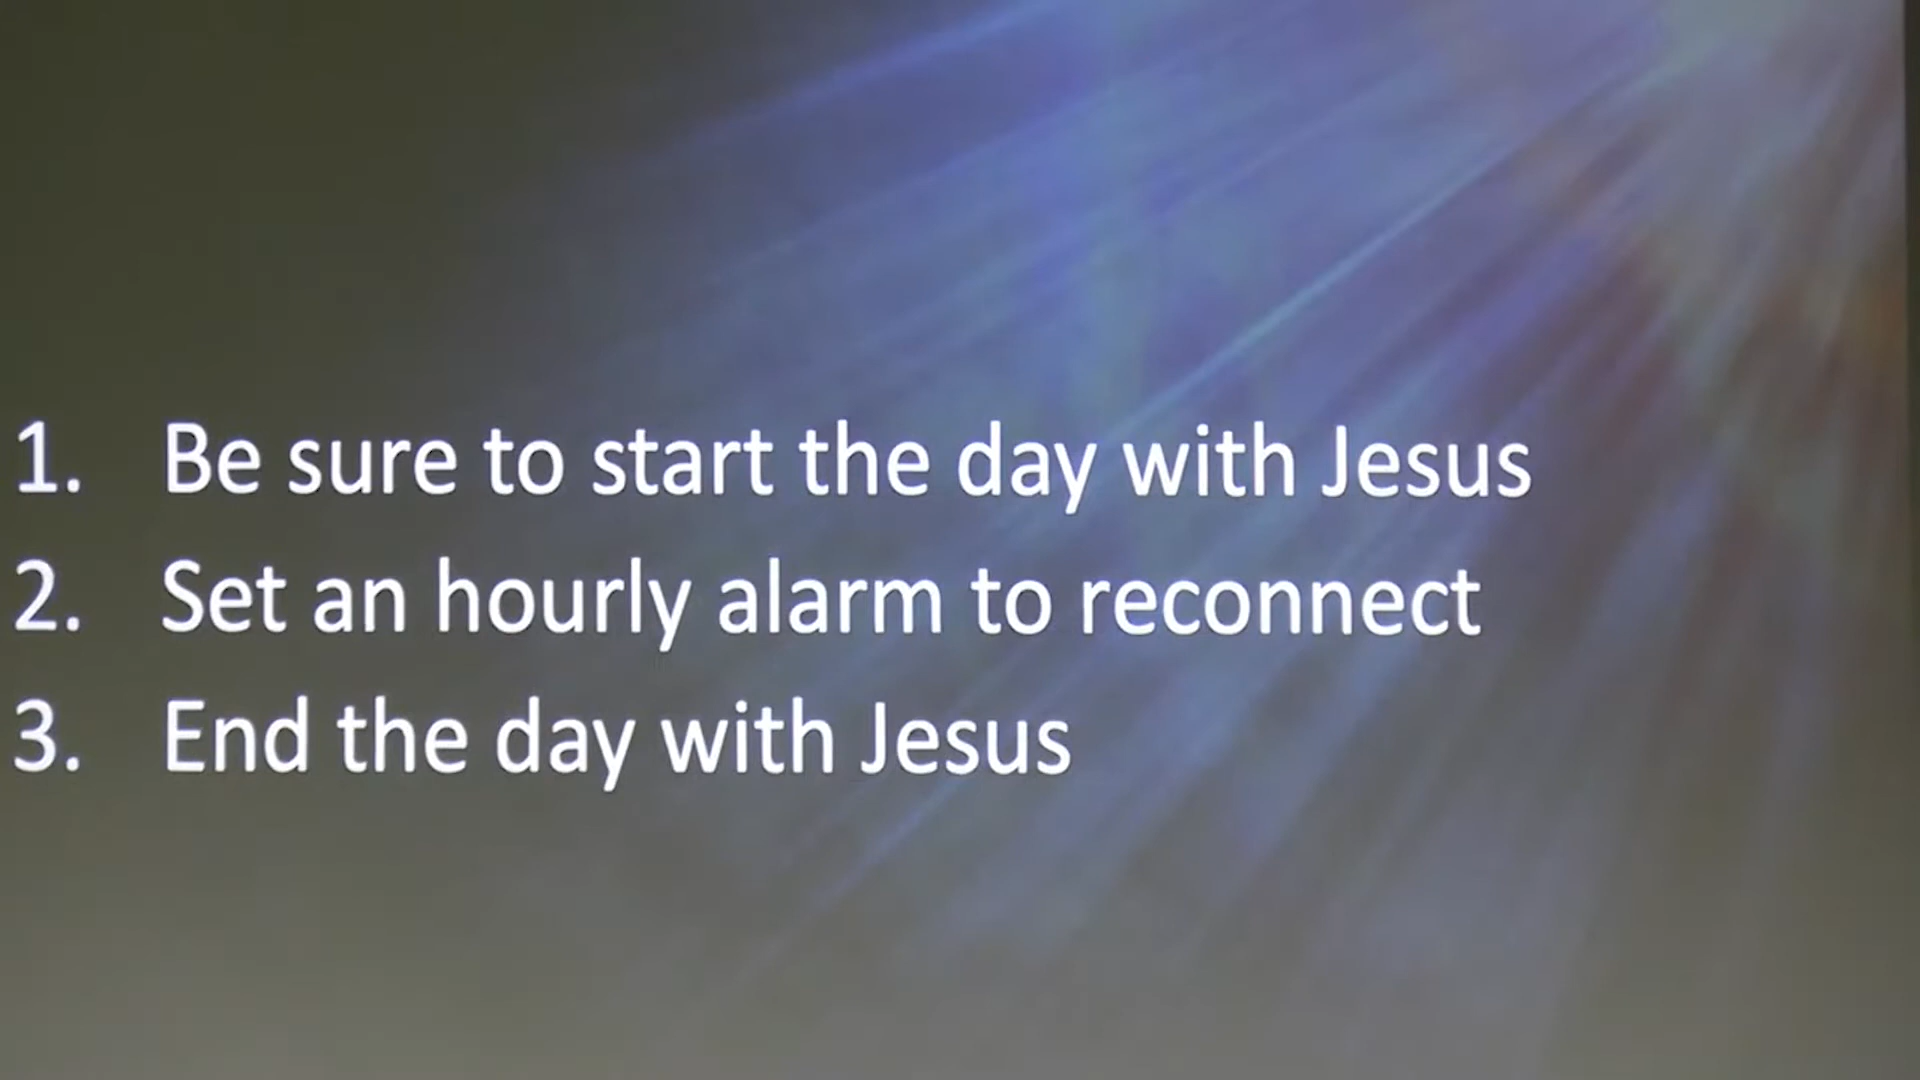 1. Be sure to start the day with Jesus
2. Set an hourly alarm to reconnect
3. End the day with Jesus